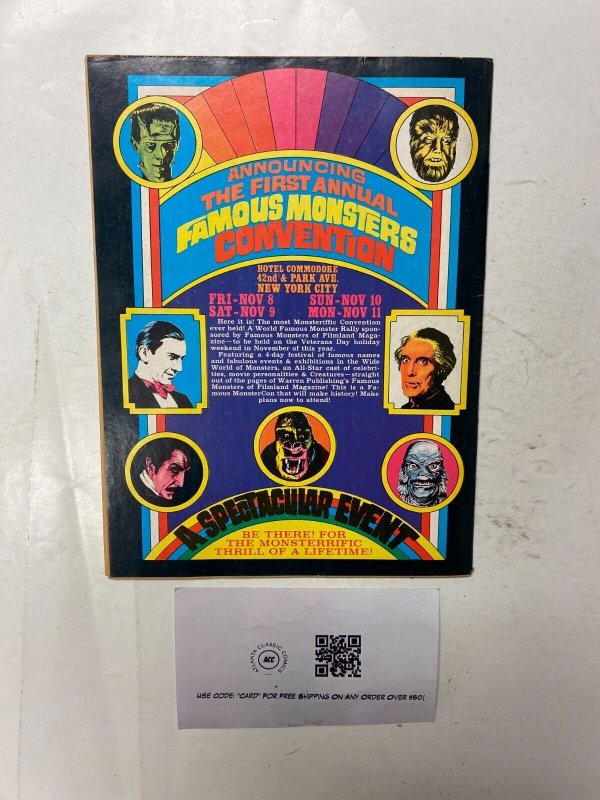 ANNOUNCING
THE FIRST ANNUAL
FAMOUS MONSTERS
CONVENTION
HOTEL COMMODORE
42nd & PARK AVE.
NEW YORK CITY
FRI-NOV 8 SUN-NOV 10
SAT-NOV 9 MON-NOV 11
Here it is! The most Monsteriffic Convention
ever held! A World Famous Monster Rally spon-
sored by Famous Monsters of Filmland Maga-
zine—to be held on the Veterans Day holiday
weekend in November of this year.
Featuring a 4-day festival of famous names
and fabulous events & exhibitions in the Wide
World of Monsters, an All-Star cast of celebri-
ties, movie personalities & Creatures—straight
out of the pages of Warren Publishing's Famous
Monsters of Filmland Magazine! This is a Fa-
mous MonsterCon that will make history! Make
plans now to attend!
A SPECTACULAR EVENT
BE THERE! FOR
THE MONSTERRIFIC
THRILL OF A LIFETIME!
ATLANTA CLASSIC COMICS
ACC
USE CODE: "CARD" FOR FREE SHIPPING ON ANY ORDER OVER $50!